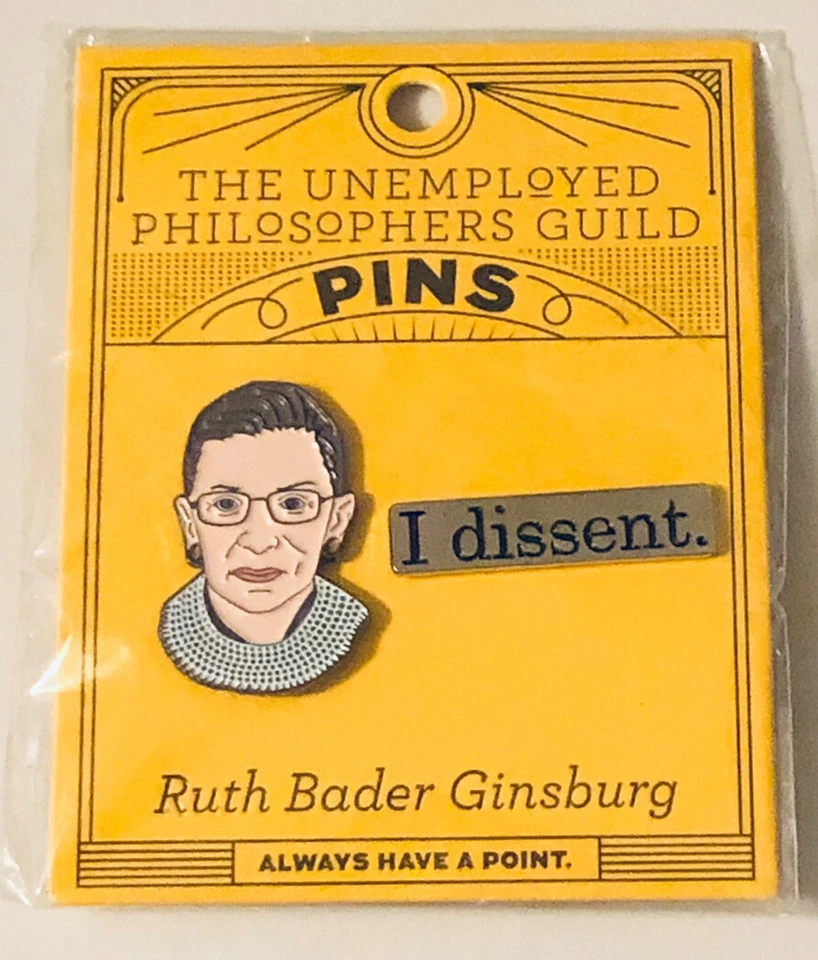 THE UNEMPLOYED
PHILOSOPHERS GUILD
PINS
I dissent.
Ruth Bader Ginsburg
ALWAYS HAVE A POINT.